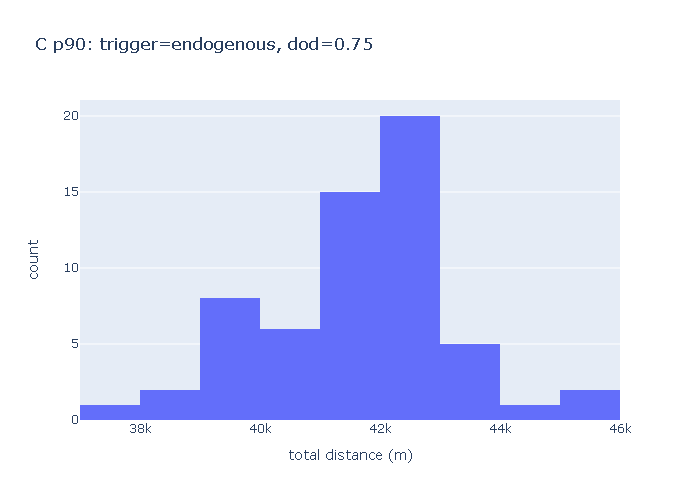 C p90: trigger=endogenous, dod=0.75
20
15
10
5
0
count
38k 40k 42k 44k 46k
total distance (m)